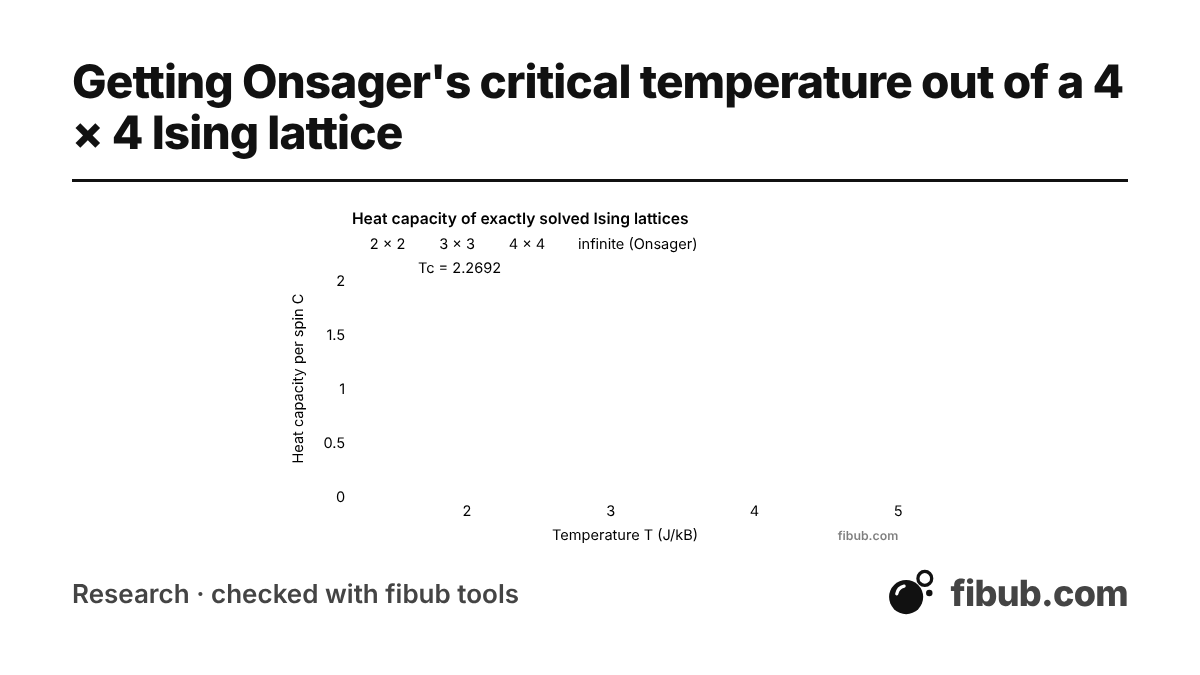 Getting Onsager's critical temperature out of a 4
× 4 Ising lattice
Heat capacity of exactly solved Ising lattices
2 × 2 3 × 3 4 × 4 infinite (Onsager)
Tc = 2.2692
2
1.5
1
0.5
0
Heat capacity per spin C
2 3 4 5
Temperature T (J/kB)
fibub.com
Research · checked with fibub tools
fibub.com